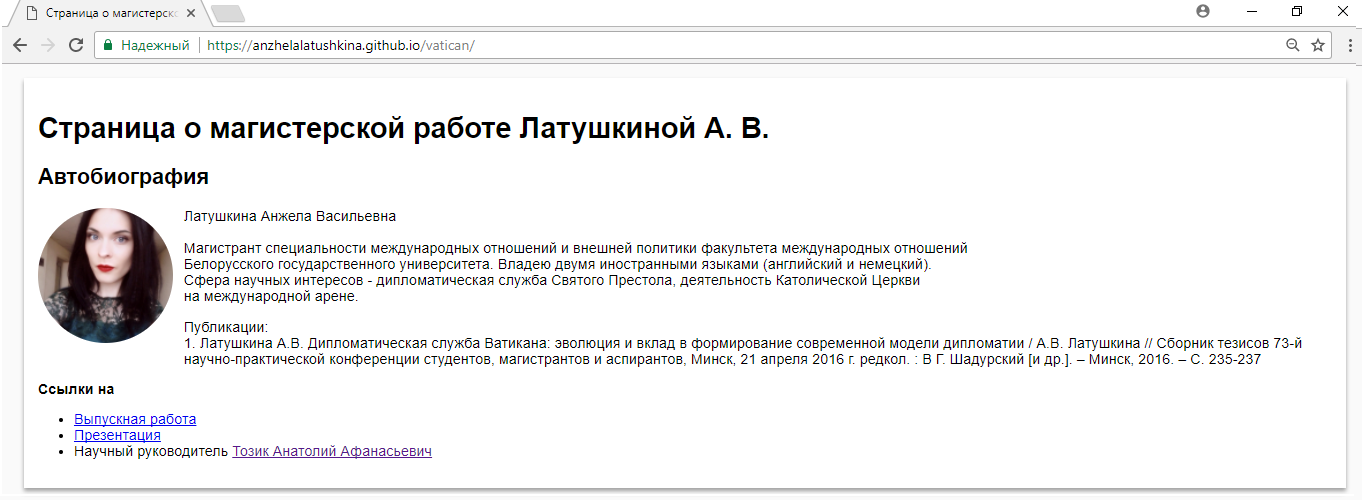 Страница о магистерско
Надежный
https://anzhelalatushkina.github.io/vatican/
Страница о магистерской работе Латушкиной А. В.
Автобиография
Латушкина Анжела Васильевна
Магистрант специальности международных отношений и внешней политики факультета международных отношений
Белорусского государственного университета. Владею двумя иностранными языками (английский и немецкий).
Сфера научных интересов - дипломатическая служба Святого Престола, деятельность Католической Церкви
на международной арене.
Публикации:
1. Латушкина А.В. Дипломатическая служба Ватикана: эволюция и вклад в формирование современной модели дипломатии / А.В. Латушкина // Сборник тезисов 73-й
научно-практической конференции студентов, магистрантов и аспирантов, Минск, 21 апреля 2016 г. редкол. : В Г. Шадурский [и др.]. – Минск, 2016. – С. 235-237
Ссылки на
• Выпускная работа
• Презентация
• Научный руководитель Тозик Анатолий Афанасьевич